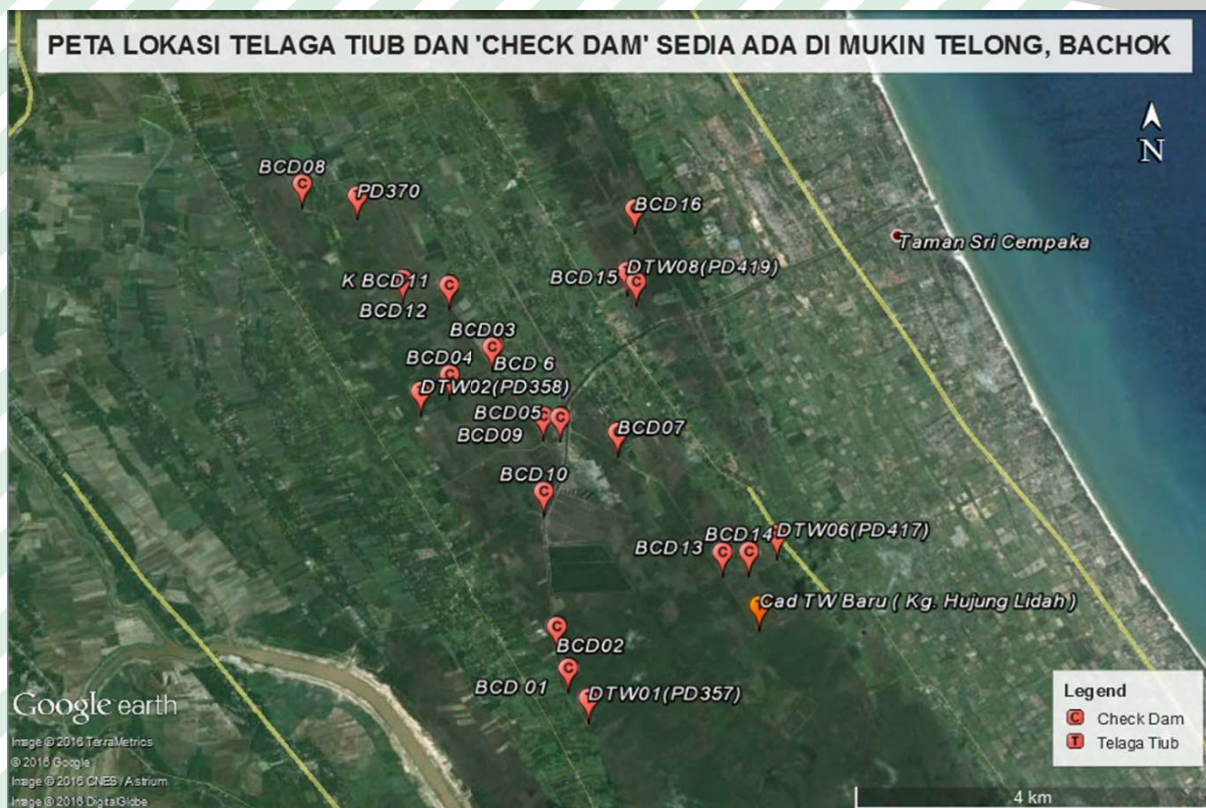 PETA LOKASI TELAGA TIUB DAN 'CHECK DAM' SEDIA ADA DI MUKIN TELONG, BACHOK
N
BCD08
PD370
BCD16
Taman Sri Cempaka
BCD15
DTW08(PD419)
K BCD11
BCD12
BCD03
BCD04
BCD 6
DTW02(PD358)
BCD05
BCD09
BCD07
BCD10
BCD13
BCD14
DTW06(PD417)
Cad TW Baru ( Kg. Hujung Lidah )
BCD02
BCD 01
DTW01(PD357)
Legend
C Check Dam
T Telaga Tiub
Google earth
Image © 2016 TerraMetrics
© 2016 Google
Image © 2016 CNES / Astrium
Image © 2016 DigitalGlobe
4 km